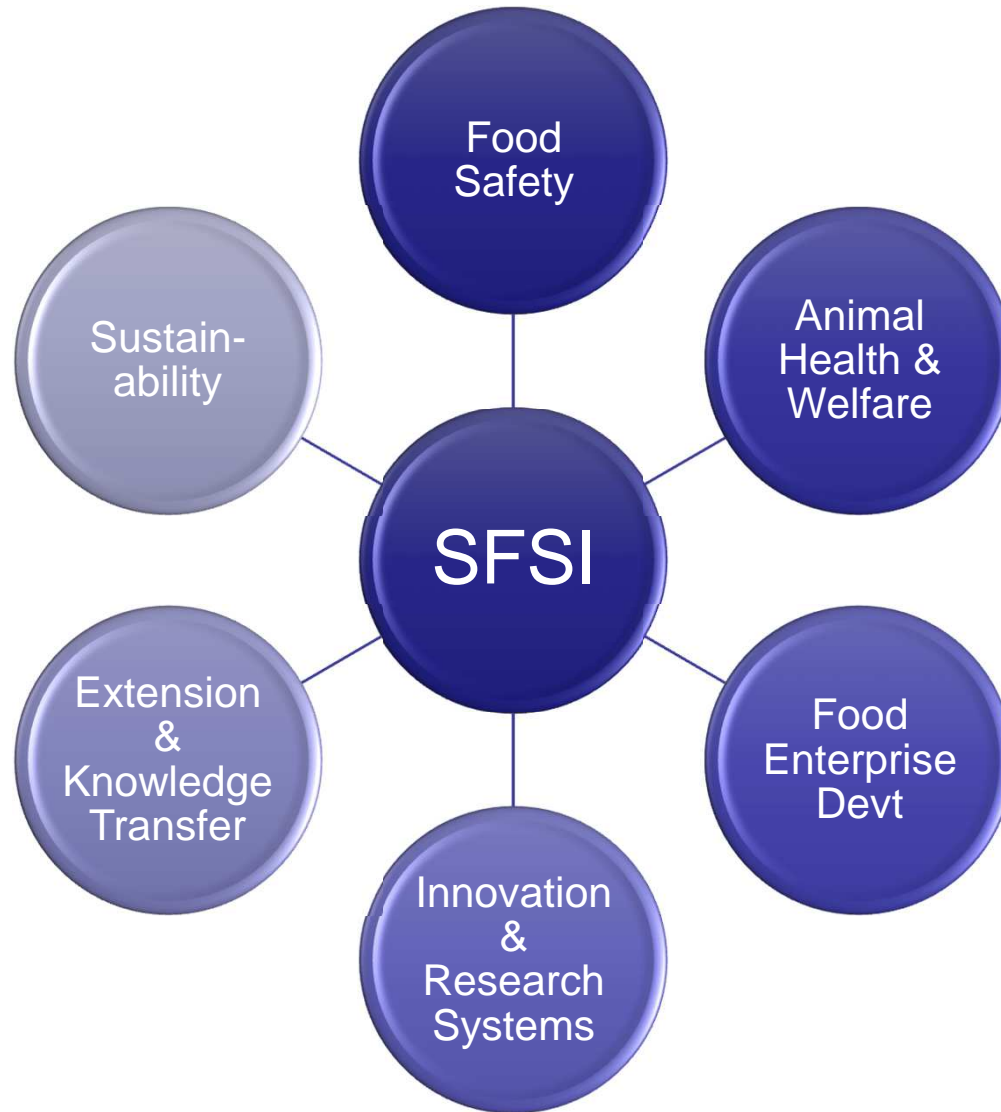 Food
Safety
Animal
Health &
Welfare
Food
Enterprise
Devt
Innovation
&
Research
Systems
Extension
&
Knowledge
Transfer
Sustain-
ability
SFSI